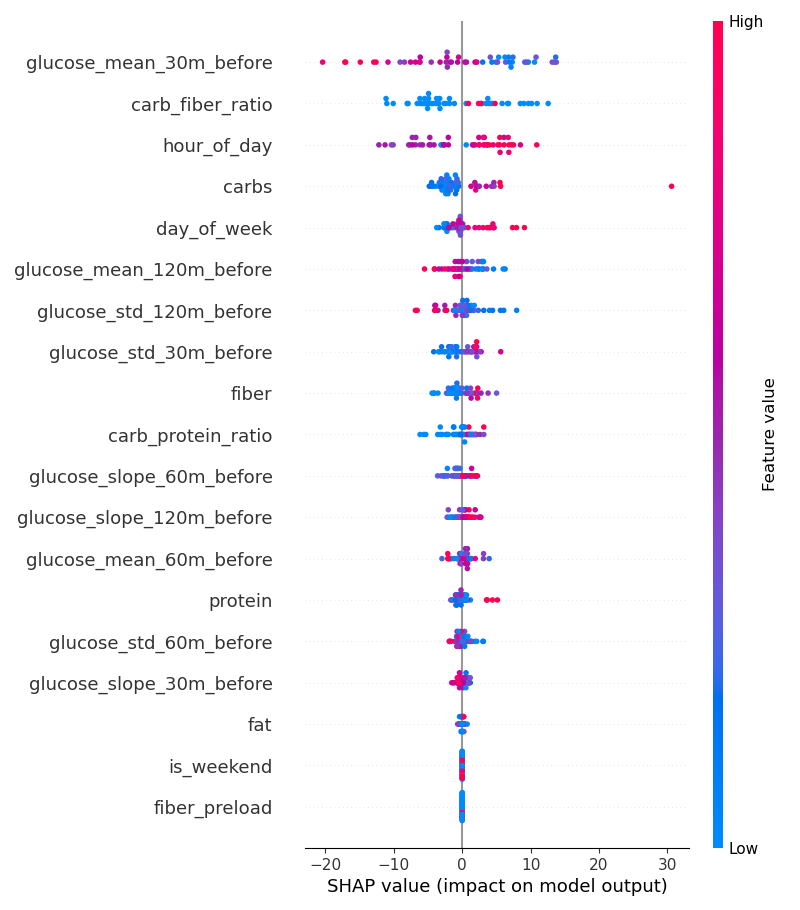 High
glucose_mean_30m_before
carb_fiber_ratio
hour_of_day
carbs
day_of_week
glucose_mean_120m_before
glucose_std_120m_before
glucose_std_30m_before
fiber
carb_protein_ratio
glucose_slope_60m_before
glucose_slope_120m_before
glucose_mean_60m_before
protein
glucose_std_60m_before
glucose_slope_30m_before
fat
is_weekend
fiber_preload
Feature value
Low
−20 −10 0 10 20 30
SHAP value (impact on model output)